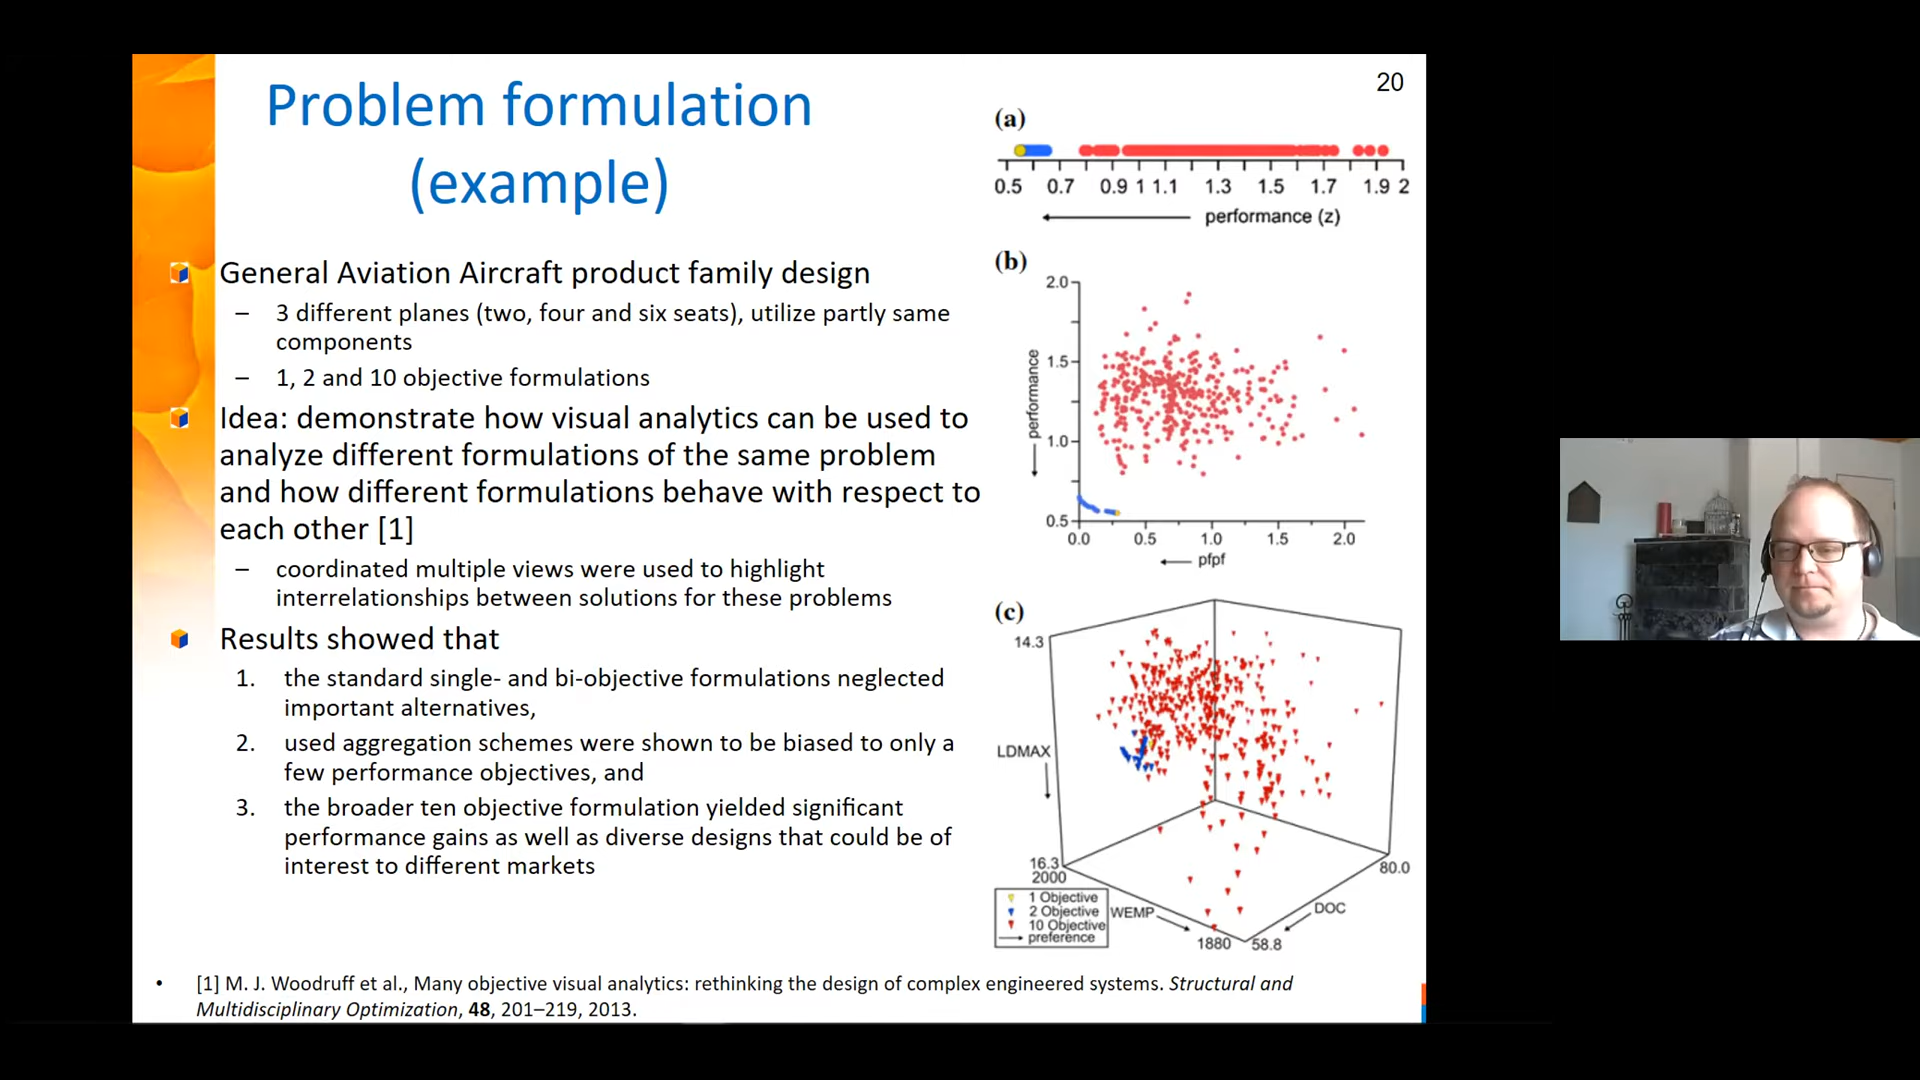 20
Problem formulation
(example)
General Aviation Aircraft product family design
– 3 different planes (two, four and six seats), utilize partly same
components
– 1, 2 and 10 objective formulations
Idea: demonstrate how visual analytics can be used to
analyze different formulations of the same problem
and how different formulations behave with respect to
each other [1]
– coordinated multiple views were used to highlight
interrelationships between solutions for these problems
Results showed that
1. the standard single- and bi-objective formulations neglected
important alternatives,
2. used aggregation schemes were shown to be biased to only a
few performance objectives, and
3. the broader ten objective formulation yielded significant
performance gains as well as diverse designs that could be of
interest to different markets
(a)
0.5 0.7 0.9 1 1.1 1.3 1.5 1.7 1.9 2
performance (z)
(b)
2.0
1.5
1.0
0.5
performance
0.0 0.5 1.0 1.5 2.0
pfpf
(c)
14.3
LDMAX
16.3
2000
WEMP
1880
58.8
DOC
80.0
1 Objective
2 Objective
10 Objective
preference
• [1] M. J. Woodruff et al., Many objective visual analytics: rethinking the design of complex engineered systems. Structural and
Multidisciplinary Optimization, 48, 201–219, 2013.